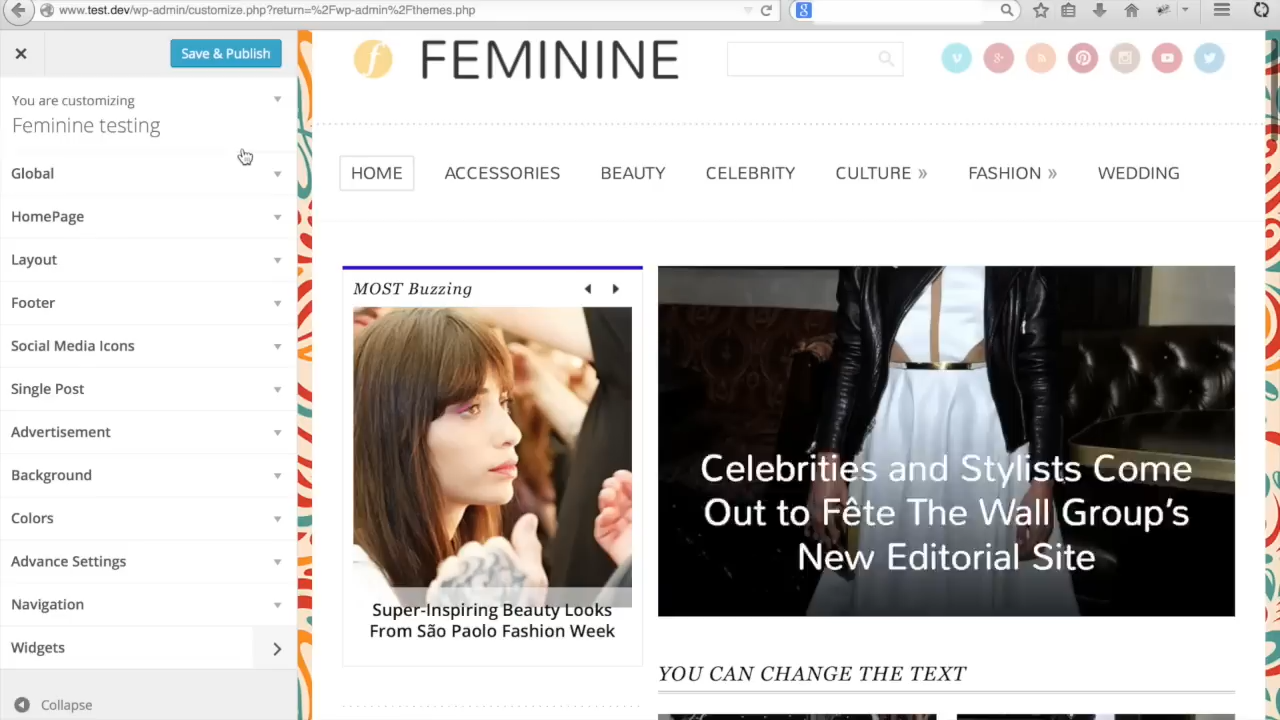 www.test.dev/wp-admin/customize.php?return=%2Fwp-admin%2Fthemes.php
Save & Publish
You are customizing
Feminine testing
Global
HomePage
Layout
Footer
Social Media Icons
Single Post
Advertisement
Background
Colors
Advance Settings
Navigation
Widgets
Collapse
f FEMININE
HOME ACCESSORIES BEAUTY CELEBRITY CULTURE » FASHION » WEDDING
MOST Buzzing
Super-Inspiring Beauty Looks
From São Paolo Fashion Week
Celebrities and Stylists Come
Out to Fête The Wall Group's
New Editorial Site
YOU CAN CHANGE THE TEXT